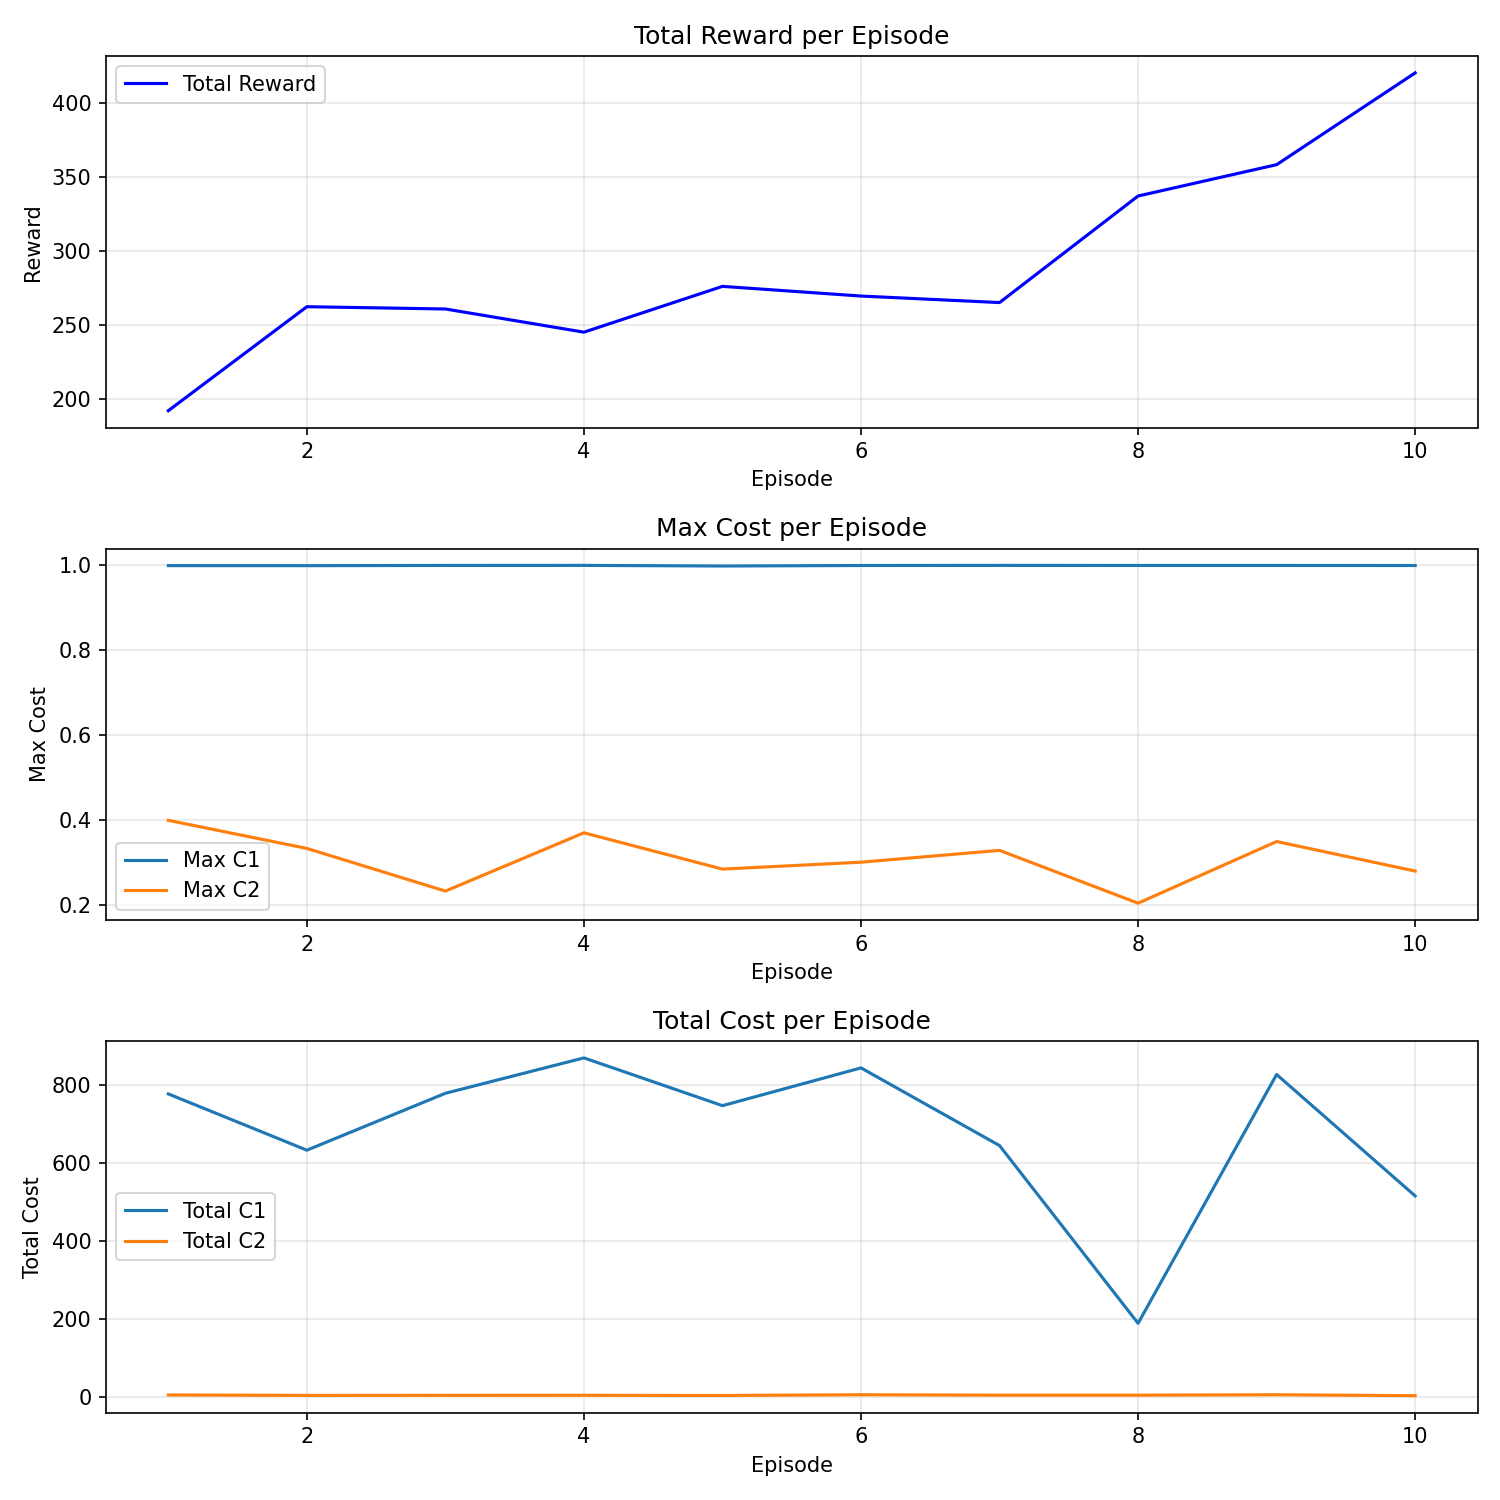 Total Reward per Episode
Total Reward
400
350
300
250
200
Reward
2 4 6 8 10
Episode
Max Cost per Episode
1.0
0.8
0.6
0.4
0.2
Max Cost
Max C1
Max C2
2 4 6 8 10
Episode
Total Cost per Episode
800
600
400
200
0
Total Cost
Total C1
Total C2
2 4 6 8 10
Episode